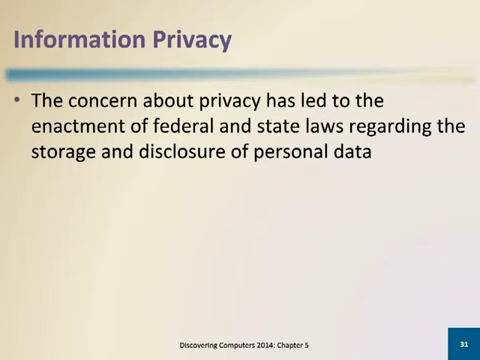 Information Privacy
• The concern about privacy has led to the
enactment of federal and state laws regarding the
storage and disclosure of personal data
Discovering Computers 2014: Chapter 5
31